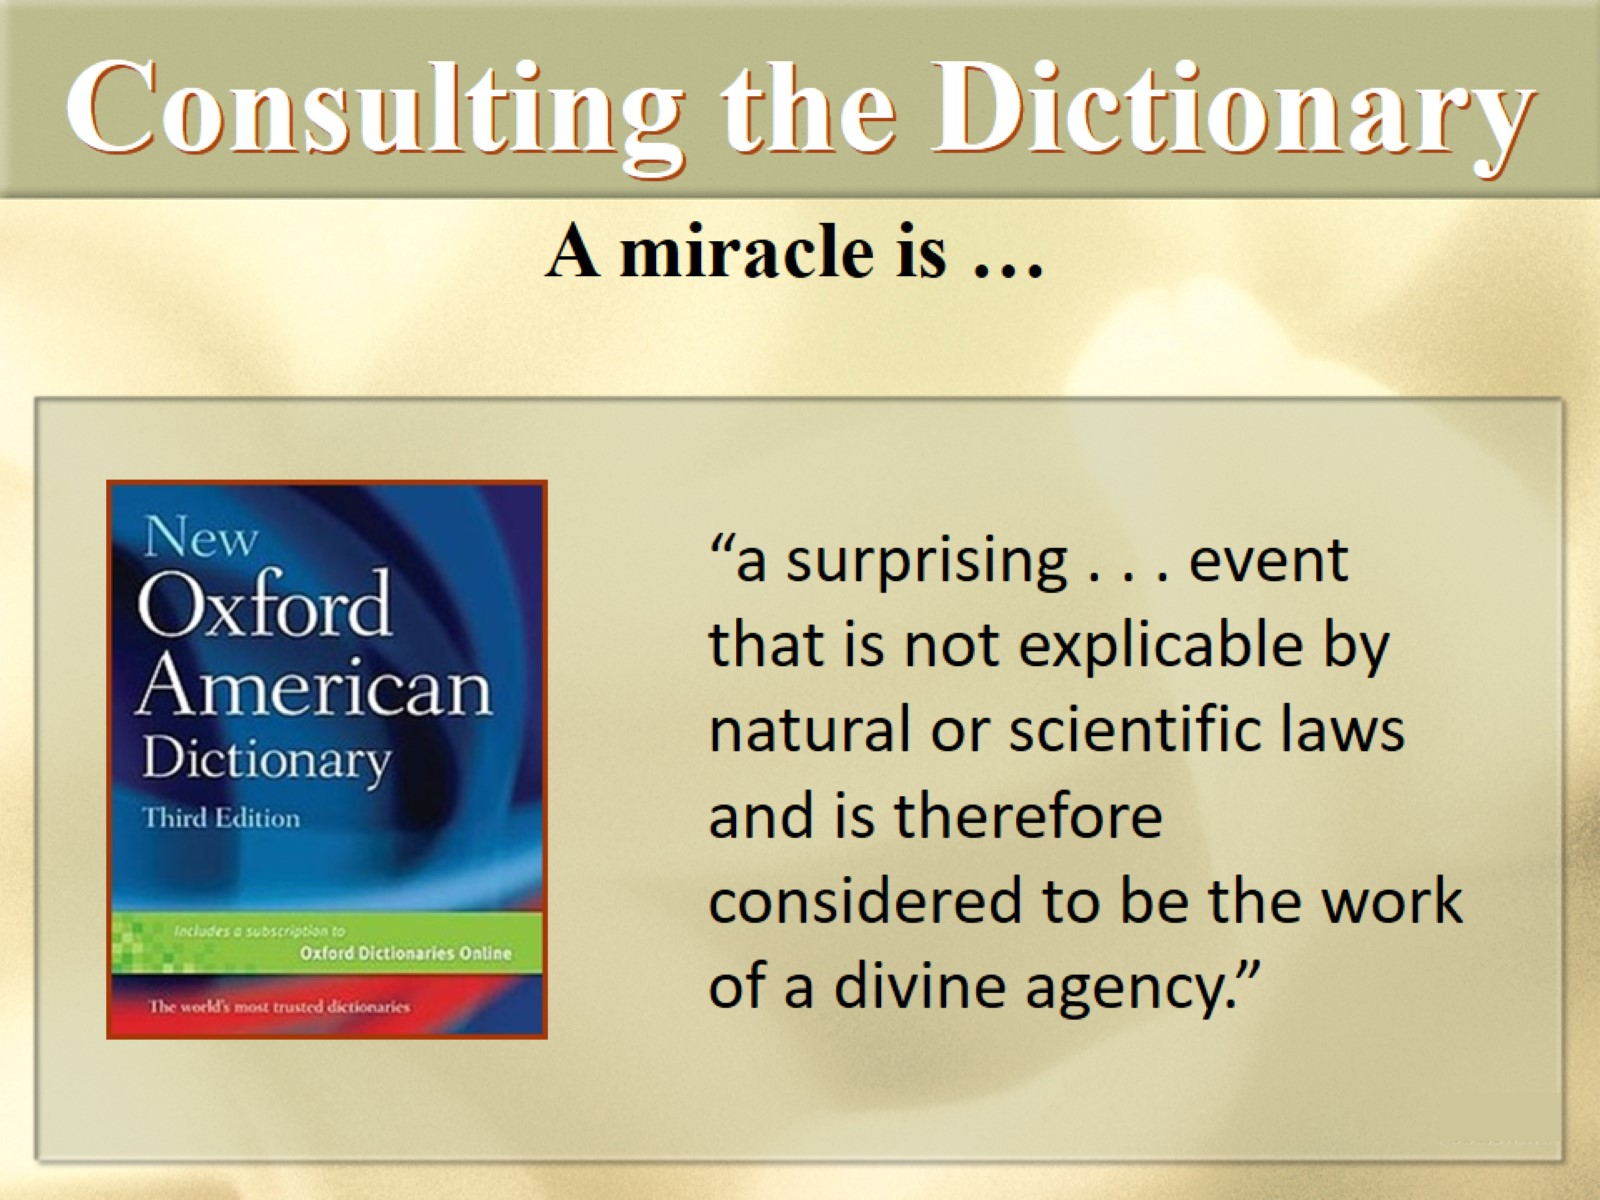 Consulting the Dictionary
A miracle is …
New
Oxford
American
Dictionary
Third Edition
Includes a subscription to
Oxford Dictionaries Online
The world's most trusted dictionaries
“a surprising . . . event
that is not explicable by
natural or scientific laws
and is therefore
considered to be the work
of a divine agency.”